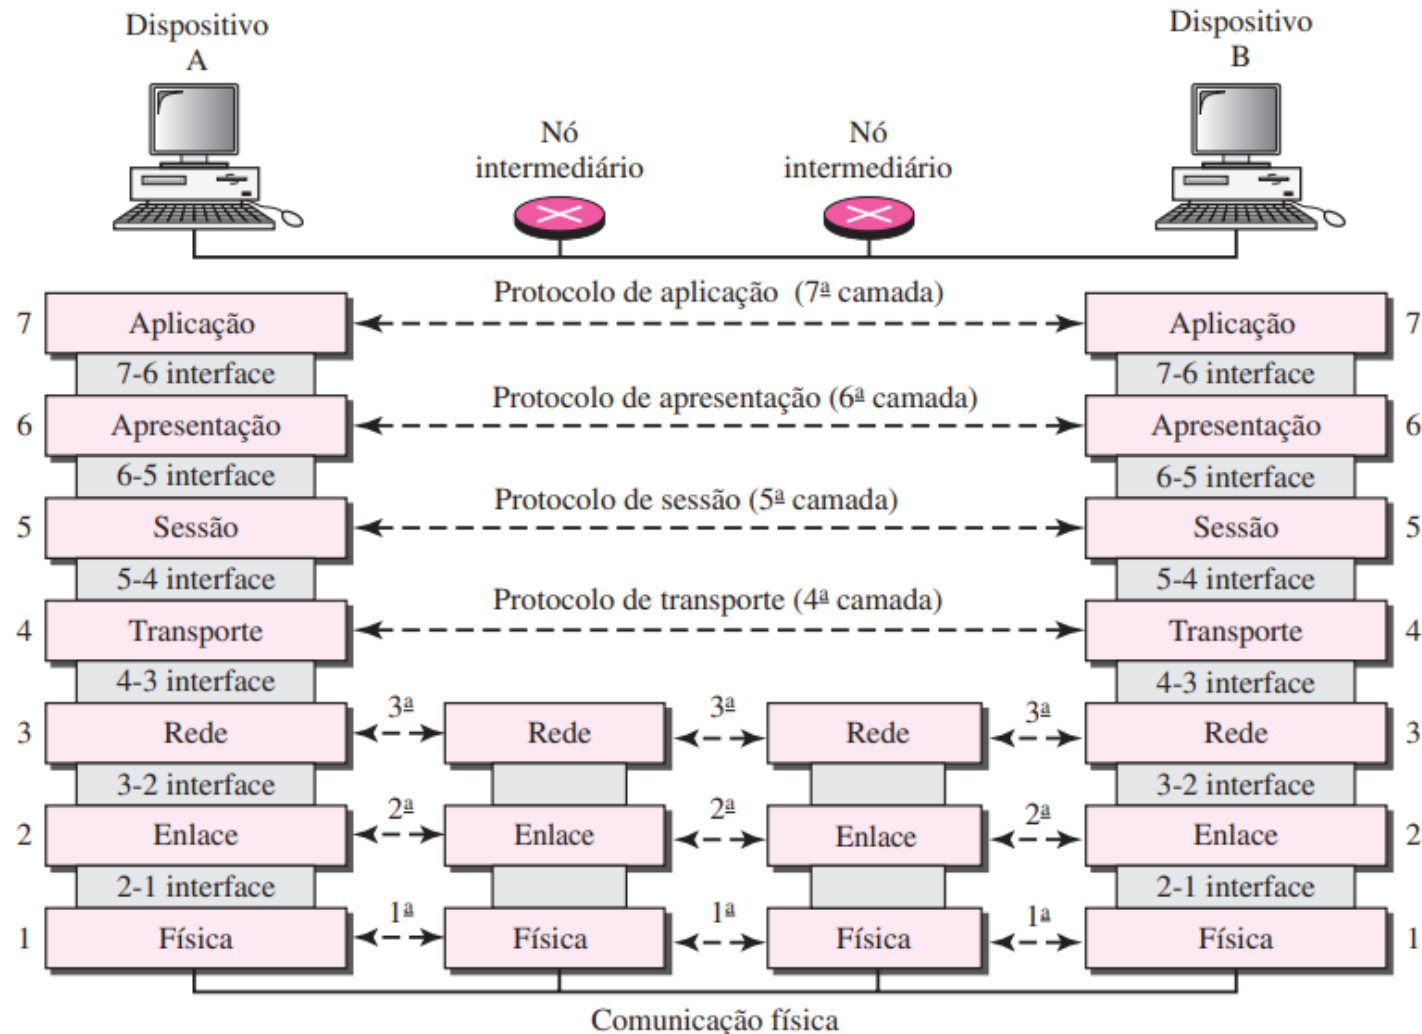 Dispositivo
A
Dispositivo
B
Nó
intermediário
Nó
intermediário
Protocolo de aplicação (7ª camada)
7 Aplicação
Aplicação 7
7-6 interface
7-6 interface
Protocolo de apresentação (6ª camada)
6 Apresentação
Apresentação 6
6-5 interface
6-5 interface
Protocolo de sessão (5ª camada)
5 Sessão
Sessão 5
5-4 interface
5-4 interface
Protocolo de transporte (4ª camada)
4 Transporte
Transporte 4
4-3 interface
4-3 interface
3 Rede 3ª Rede 3ª Rede 3ª Rede 3
3-2 interface
3-2 interface
2 Enlace 2ª Enlace 2ª Enlace 2ª Enlace 2
2-1 interface
2-1 interface
1 Física 1ª Física 1ª Física 1ª Física 1
Comunicação física